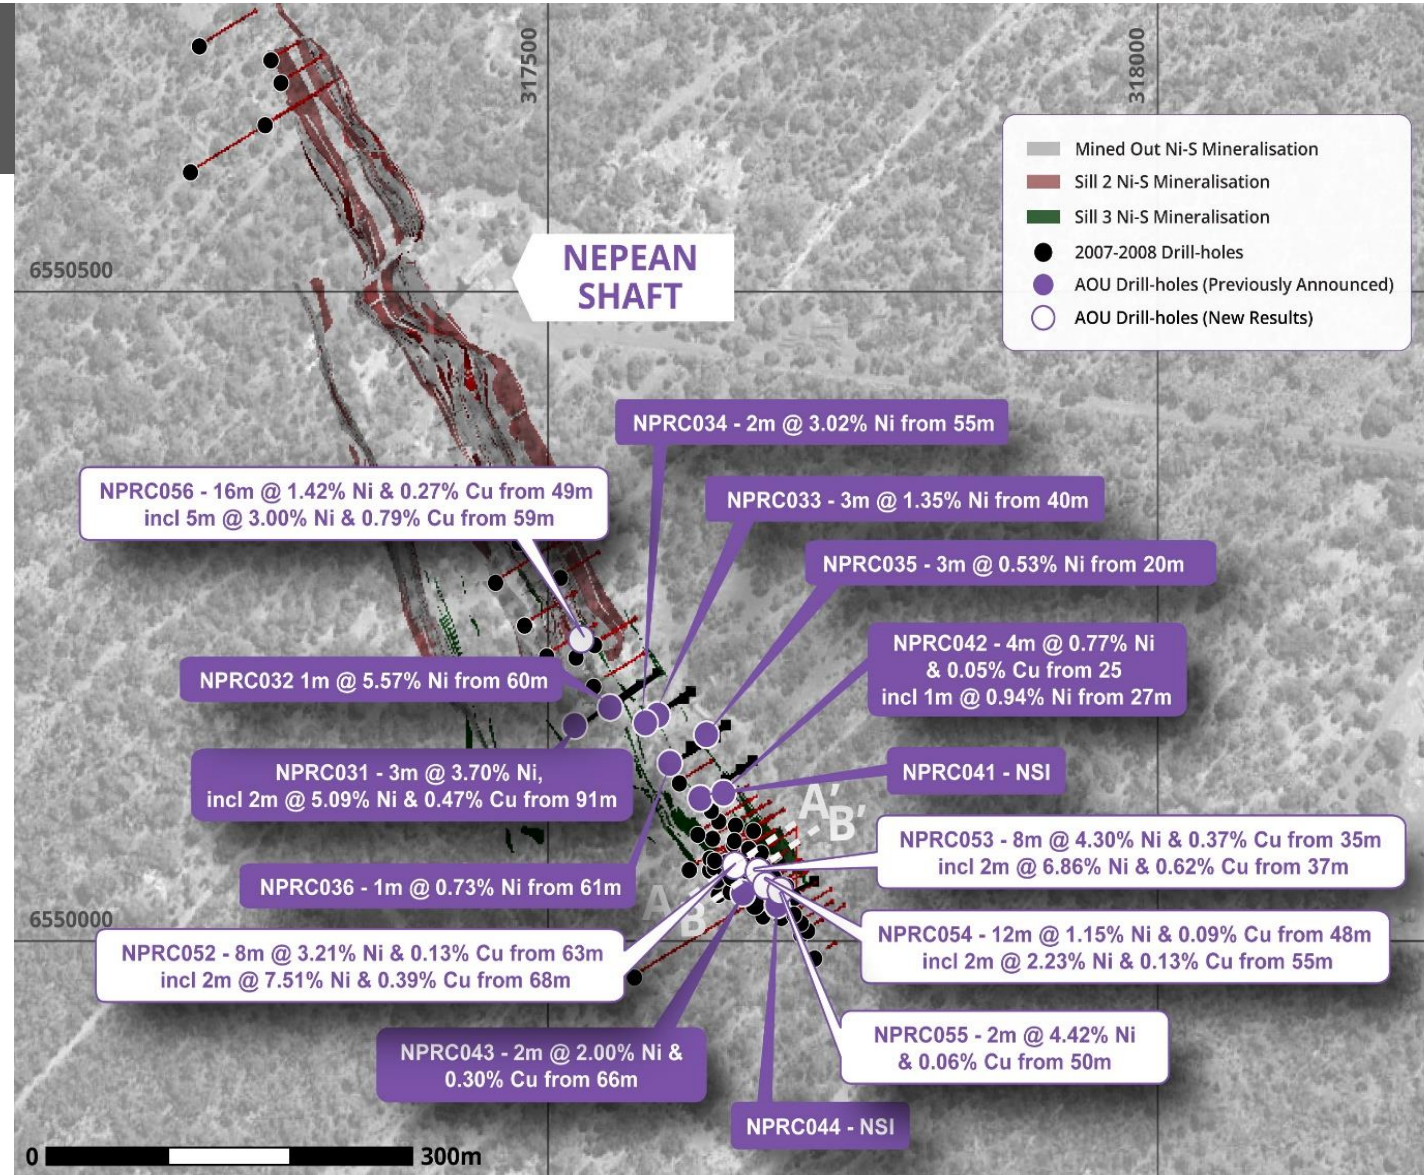 317500
318000
Mined Out Ni-S Mineralisation
Sill 2 Ni-S Mineralisation
Sill 3 Ni-S Mineralisation
2007-2008 Drill-holes
AOU Drill-holes (Previously Announced)
AOU Drill-holes (New Results)
6550500
NEPEAN
SHAFT
NPRC034 - 2m @ 3.02% Ni from 55m
NPRC056 - 16m @ 1.42% Ni & 0.27% Cu from 49m
incl 5m @ 3.00% Ni & 0.79% Cu from 59m
NPRC033 - 3m @ 1.35% Ni from 40m
NPRC035 - 3m @ 0.53% Ni from 20m
NPRC042 - 4m @ 0.77% Ni
& 0.05% Cu from 25
incl 1m @ 0.94% Ni from 27m
NPRC032 1m @ 5.57% Ni from 60m
NPRC031 - 3m @ 3.70% Ni,
incl 2m @ 5.09% Ni & 0.47% Cu from 91m
NPRC041 - NSI
A′
B′
NPRC053 - 8m @ 4.30% Ni & 0.37% Cu from 35m
incl 2m @ 6.86% Ni & 0.62% Cu from 37m
NPRC036 - 1m @ 0.73% Ni from 61m
A
B
6550000
NPRC052 - 8m @ 3.21% Ni & 0.13% Cu from 63m
incl 2m @ 7.51% Ni & 0.39% Cu from 68m
NPRC054 - 12m @ 1.15% Ni & 0.09% Cu from 48m
incl 2m @ 2.23% Ni & 0.13% Cu from 55m
NPRC043 - 2m @ 2.00% Ni &
0.30% Cu from 66m
NPRC055 - 2m @ 4.42% Ni
& 0.06% Cu from 50m
NPRC044 - NSI
0
300m